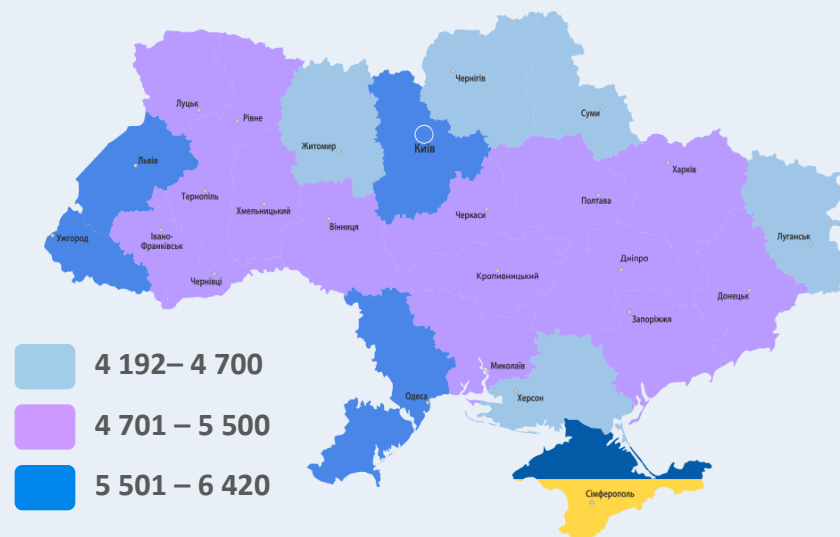 Чернігів
Суми
Луцьк
Рівне
Житомир
Київ
Львів
Харків
Тернопіль
Хмельницький
Полтава
Черкаси
Вінниця
Ужгород
Івано-
Франківськ
Луганськ
Дніпро
Чернівці
Кропивницький
Донецьк
Запоріжжя
Миколаїв
Одеса
Херсон
Сімферополь
4 192– 4 700
4 701 – 5 500
5 501 – 6 420